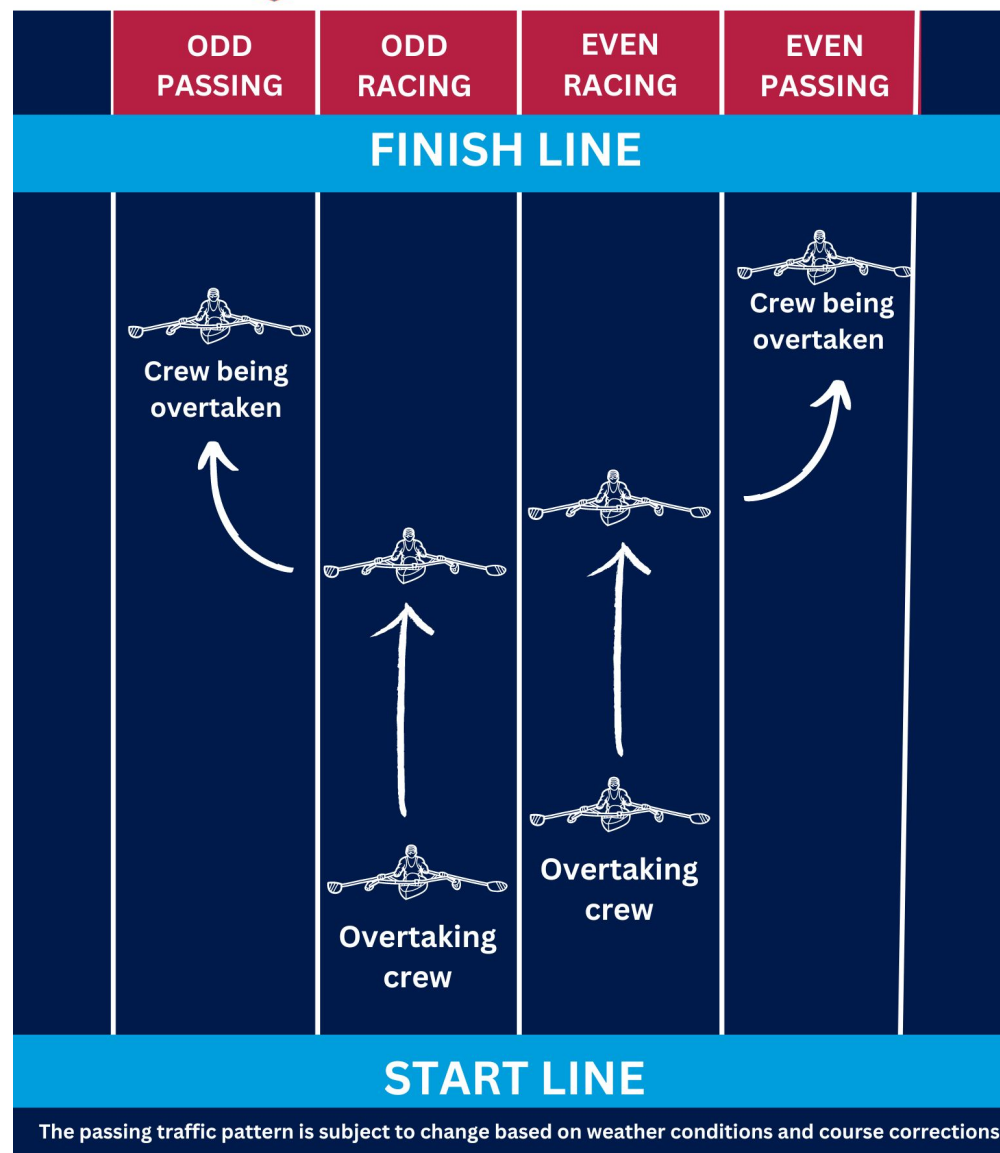 ODD
PASSING
ODD
RACING
EVEN
RACING
EVEN
PASSING
FINISH LINE
Crew being
overtaken
Crew being
overtaken
Overtaking
crew
Overtaking
crew
START LINE
The passing traffic pattern is subject to change based on weather conditions and course corrections